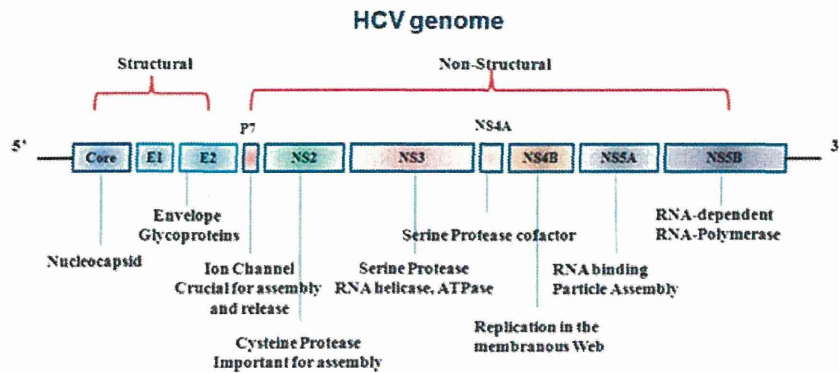 HCV genome
Structural
Non-Structural
P7
NS4A
5'
Core
E1
E2
NS2
NS3
NS4B
NS5A
NS5B
3
Envelope
Glycoproteins
RNA-dependent
RNA-Polymerase
Serine Protease cofactor
Nucleocapsid
Ion Channel
Crucial for assembly
and release
Serine Protease
RNA helicase, ATPase
RNA binding
Particle Assembly
Cysteine Protease
Important for assembly
Replication in the
membranous Web